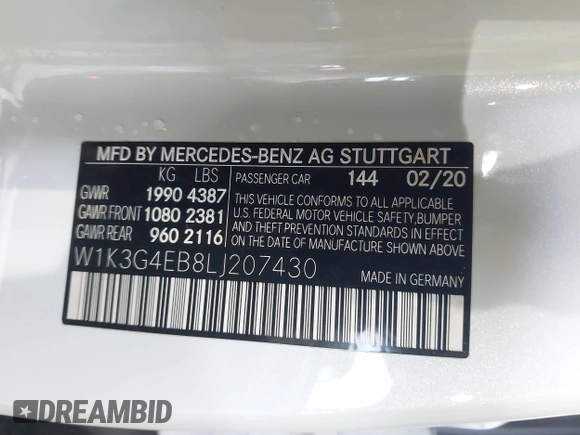 MFD BY MERCEDES-BENZ AG STUTTGART
KG LBS PASSENGER CAR 144 02/20
GVWR 1990 4387
GAWR FRONT 1080 2381
GAWR REAR 960 2116
THIS VEHICLE CONFORMS TO ALL APPLICABLE
U.S. FEDERAL MOTOR VEHICLE SAFETY, BUMPER
AND THEFT PREVENTION STANDARDS IN EFFECT
ON THE DATE OF MANUFACTURE SHOWN ABOVE
W1K3G4EB8LJ207430
MADE IN GERMANY
DREAMBID